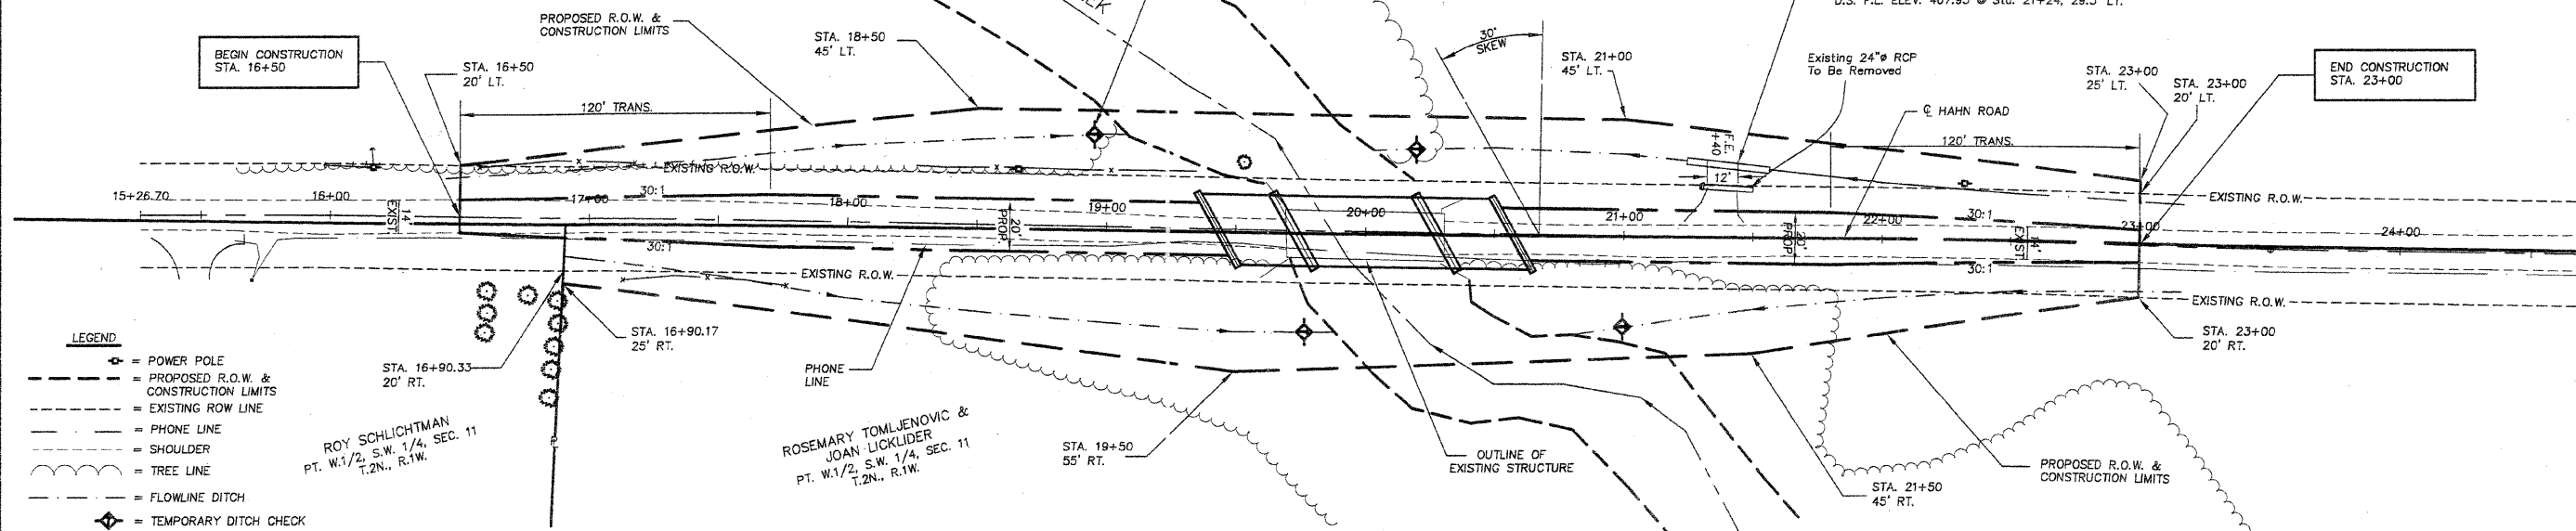 D.S. F.L. ELEV. 467.95 @ Sta. 21+24, 29.5' LT.
PROPOSED R.O.W. &
CONSTRUCTION LIMITS
BEGIN CONSTRUCTION
STA. 16+50
STA. 16+50
20' LT.
STA. 18+50
45' LT.
30°
SKEW
STA. 21+00
45' LT.
Existing 24"ø RCP
To Be Removed
STA. 23+00
25' LT.
STA. 23+00
20' LT.
END CONSTRUCTION
STA. 23+00
120' TRANS.
℄ HAHN ROAD
F.E.
+40
12'
120' TRANS.
EXISTING R.O.W.
EXISTING R.O.W.
15+26.70
16+00
17+00
18+00
19+00
20+00
21+00
22+00
23+00
24+00
30:1
30:1
14'
EXIST
20'
PROP
20'
PROP
14'
EXIST
30:1
30:1
EXISTING R.O.W.
EXISTING R.O.W.
STA. 16+90.17
25' RT.
STA. 16+90.33
20' RT.
PHONE
LINE
STA. 23+00
20' RT.
LEGEND
= POWER POLE
= PROPOSED R.O.W. &
CONSTRUCTION LIMITS
= EXISTING ROW LINE
= PHONE LINE
= SHOULDER
= TREE LINE
= FLOWLINE DITCH
= TEMPORARY DITCH CHECK
ROY SCHLICHTMAN
PT. W.1/2, S.W. 1/4, SEC. 11
T.2N., R.1W.
ROSEMARY TOMLJENOVIC &
JOAN LICKLIDER
PT. W.1/2, S.W. 1/4, SEC. 11
T.2N., R.1W.
STA. 19+50
55' RT.
OUTLINE OF
EXISTING STRUCTURE
STA. 21+50
45' RT.
PROPOSED R.O.W. &
CONSTRUCTION LIMITS